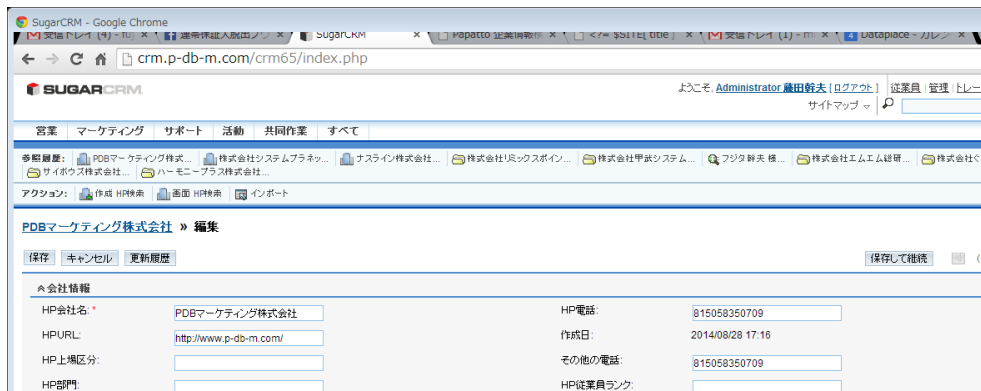 SugarCRM - Google Chrome
受信トレイ (4) - fuj × 連帯保証人脱出ノウ × SugarCRM × Papatto 企業情報検 × <?= $SITE[ title ] × 受信トレイ (1) - m × Dataplace - カレン ×
crm.p-db-m.com/crm65/index.php
SUGARCRM
ようこそ, Administrator 藤田幹夫 [ログアウト] 従業員 管理 トレー
サイトマップ
営業 マーケティング サポート 活動 共同作業 すべて
参照履歴: PDBマーケティング株式... 株式会社システムプラネッ... ナスライン株式会社... 株式会社リミックスポイン... 株式会社甲武システム... フジタ 幹夫 様... 株式会社エムエム総研... 株式会社ぐ
サイボウズ株式会社... ハーモニープラス株式会社...
アクション: 作成 HP検索 画面 HP検索 インポート
PDBマーケティング株式会社 » 編集
保存 キャンセル 更新履歴 保存して継続 (
会社情報
HP会社名: * PDBマーケティング株式会社 HP電話: 815058350709
HPURL: http://www.p-db-m.com/ 作成日: 2014/08/28 17:16
HP上場区分: その他の電話: 815058350709
HP部門: HP従業員ランク: